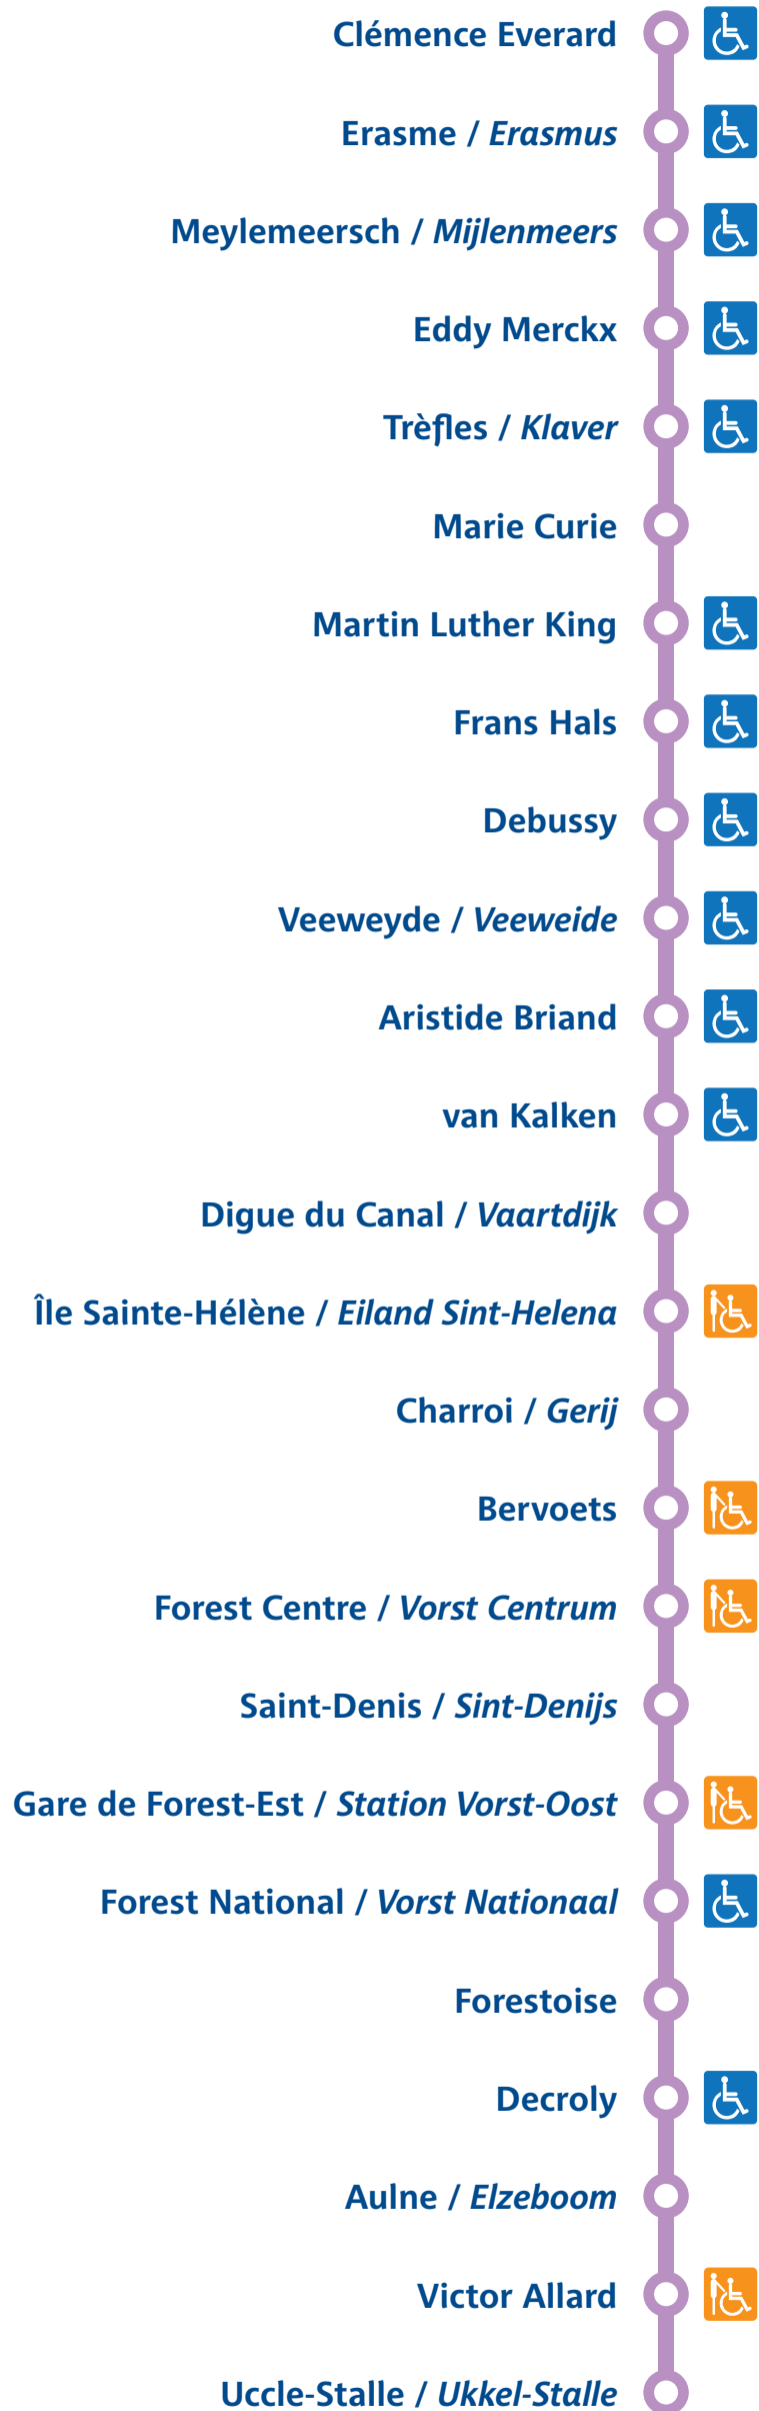 Clémence Everard
Erasme / Erasmus
Meylemeersch / Mijlenmeers
Eddy Merckx
Trèfles / Klaver
Marie Curie
Martin Luther King
Frans Hals
Debussy
Veeweyde / Veeweide
Aristide Briand
van Kalken
Digue du Canal / Vaartdijk
Île Sainte-Hélène / Eiland Sint-Helena
Charroi / Gerij
Bervoets
Forest Centre / Vorst Centrum
Saint-Denis / Sint-Denijs
Gare de Forest-Est / Station Vorst-Oost
Forest National / Vorst Nationaal
Forestoise
Decroly
Aulne / Elzeboom
Victor Allard
Uccle-Stalle / Ukkel-Stalle